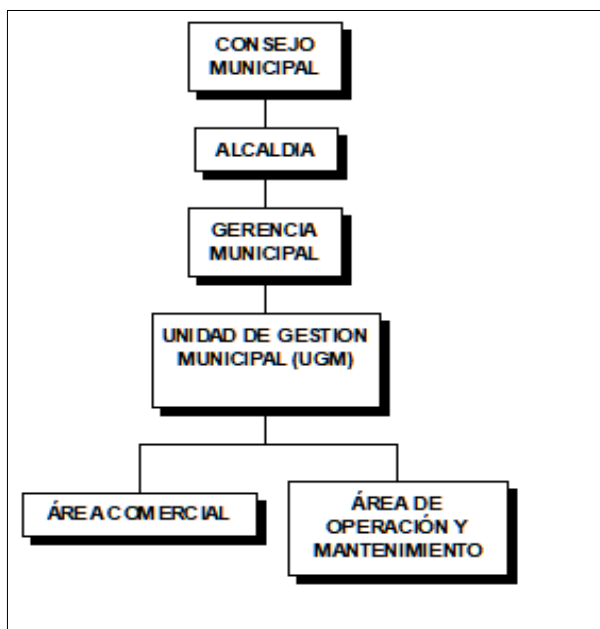 CONSEJO
MUNICIPAL
ALCALDIA
GERENCIA
MUNICIPAL
UNIDAD DE GESTION
MUNICIPAL (UGM)
ÁREA COMERCIAL
ÁREA DE
OPERACIÓN Y
MANTENIMIENTO